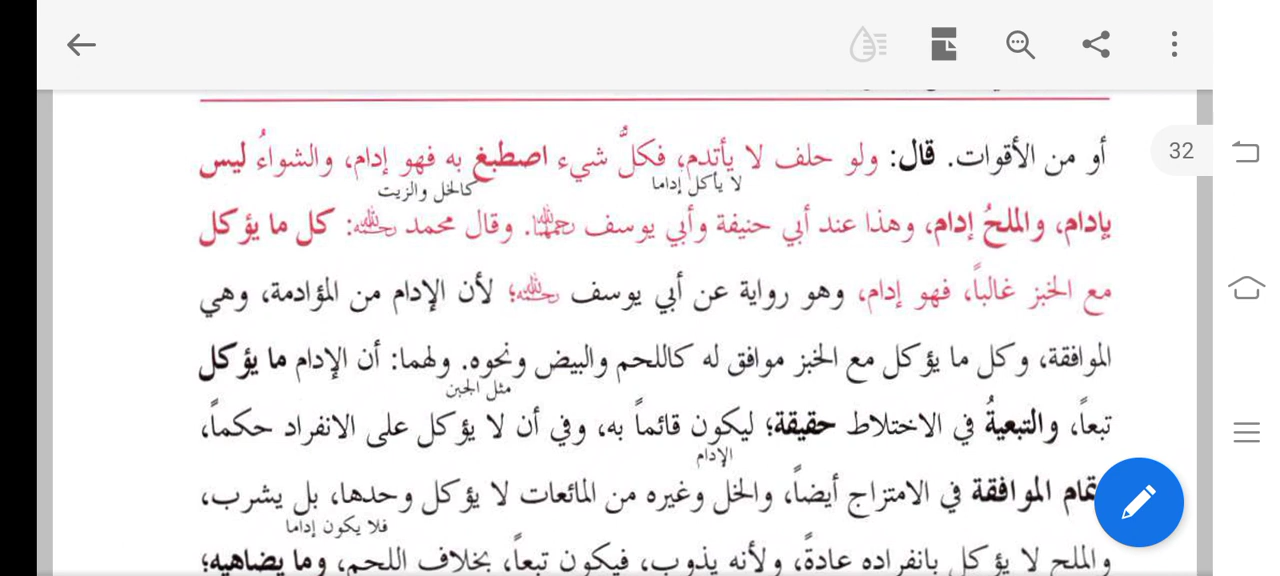 32
أو من الأقوات. قال: ولو حلف لا يأتدم، فكلُّ شيء اصطبغ به فهو إدام، والشواءُ ليس
لا يأكل إداما كالخل والزيت
بإدام، والملحُ إدام، وهذا عند أبي حنيفة وأبي يوسف رحمهما الله. وقال محمد رحمه الله: كل ما يؤكل
مع الخبز غالباً، فهو إدام، وهو رواية عن أبي يوسف رحمه الله؛ لأن الإدام من المؤادمة، وهي
الموافقة، وكل ما يؤكل مع الخبز موافق له كاللحم والبيض ونحوه. ولهما: أن الإدام ما يؤكل
مثل الجبن
تبعاً، والتبعيةُ في الاختلاط حقيقة؛ ليكون قائماً به، وفي أن لا يؤكل على الانفراد حكماً،
الإدام
تمام الموافقة في الامتزاج أيضاً، والخل وغيره من المائعات لا يؤكل وحدها، بل يشرب،
فلا يكون إداما
والملح لا يؤكل بانفراده عادةً، ولأنه يذوب، فيكون تبعاً، بخلاف اللحم، وما يضاهيه؛